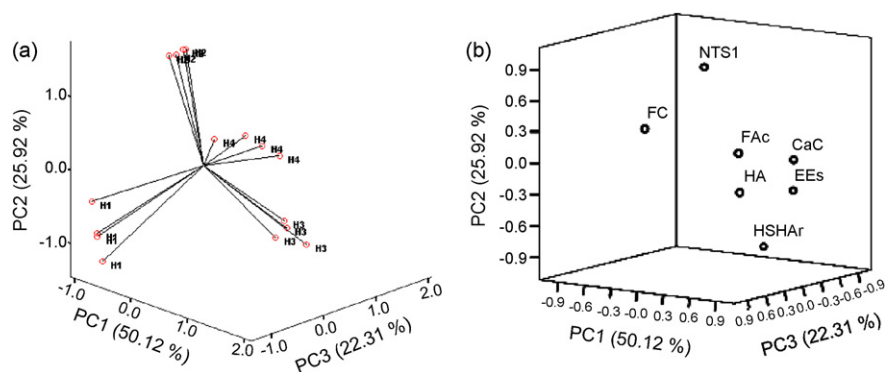 (a)
1.0
0.0
-1.0
PC2 (25.92 %)
H2
H4
H4
H4
H4
H1
H1
H1
H3
H3
H3
-1.0
0.0
1.0
2.0
PC1 (50.12 %)
-1.0
0.0
1.0
2.0
PC3 (22.31 %)
(b)
0.9
0.6
0.3
0.0
-0.3
-0.6
-0.9
PC2 (25.92 %)
NTS1
FC
FAc
CaC
HA
EEs
HSHAr
-0.9 -0.6 -0.3 -0.0 0.3 0.6 0.9
PC1 (50.12 %)
0.9 0.6 0.3 0.0 -0.3 -0.6 -0.9
PC3 (22.31 %)